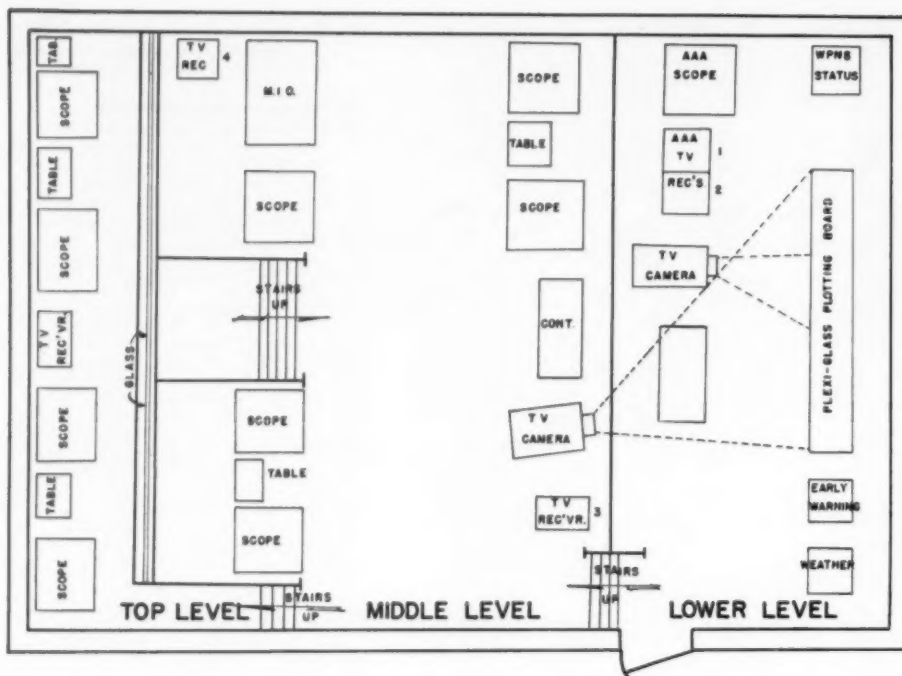 TAB.
SCOPE
TABLE
SCOPE
TV
REC'VR.
SCOPE
TABLE
SCOPE
GLASS
TV
REC
4
M.I O.
SCOPE
STAIRS
UP
SCOPE
TABLE
SCOPE
STAIRS
UP
SCOPE
TABLE
SCOPE
CONT.
TV
CAMERA
TV
REC'VR.
3
STAIRS
UP
AAA
SCOPE
AAA
TV
1
REC'S
2
TV
CAMERA
WPNS
STATUS
PLEXI-GLASS PLOTTING BOARD
EARLY
WARNING
WEATHER
TOP LEVEL
MIDDLE LEVEL
LOWER LEVEL